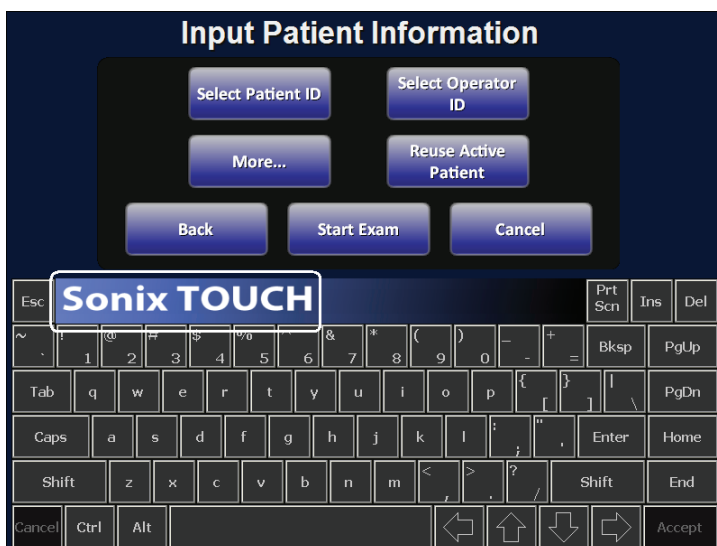 Input Patient Information
Select Patient ID
Select Operator
ID
More...
Reuse Active
Patient
Back Start Exam Cancel
Esc Sonix TOUCH Prt
Scn Ins Del
~ ` ! 1 @ 2 # 3 $ 4 % 5 ^ 6 & 7 * 8 ( 9 ) 0 _ - + = Bksp PgUp
Tab q w e r t y u i o p { [ } ] | \ PgDn
Caps a s d f g h j k l : ; " ' Enter Home
Shift z x c v b n m < , > . ? / Shift End
Cancel Ctrl Alt Accept